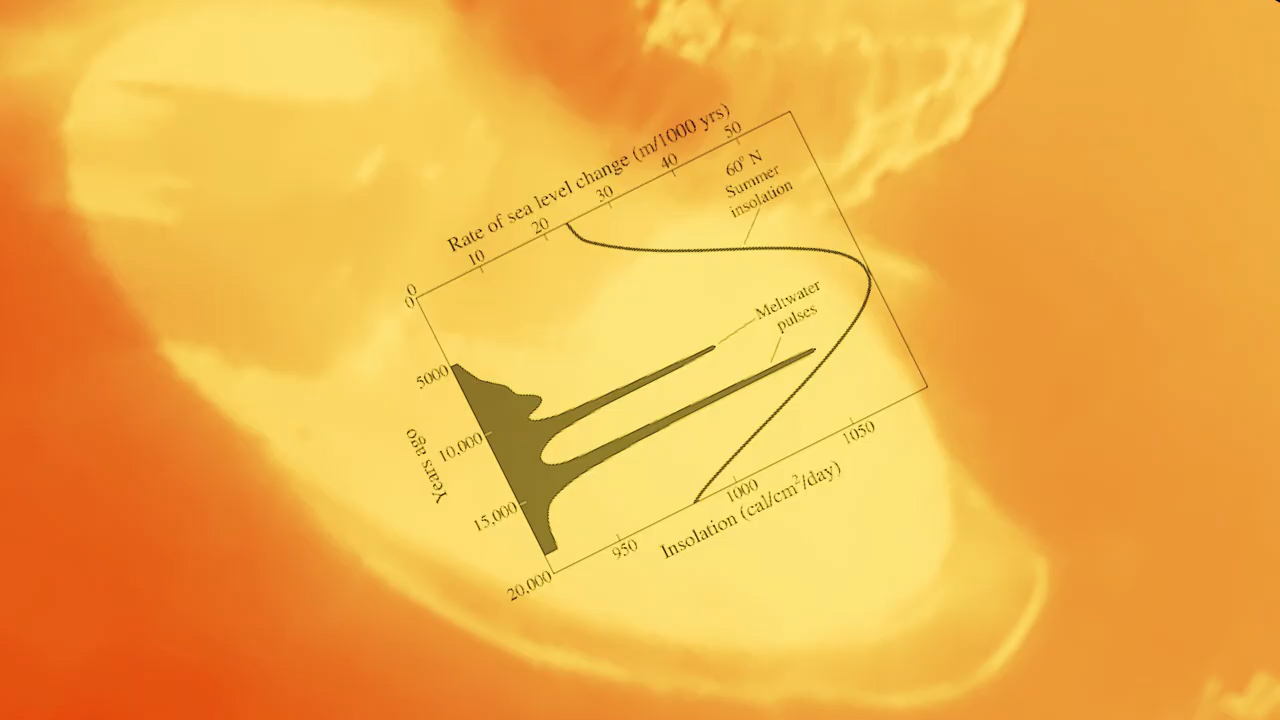 Rate of sea level change (m/1000 yrs)
0 10 20 30 40 50
0
5000
10,000
15,000
20,000
Years ago
60° N
Summer
insolation
Meltwater
pulses
950 1000 1050
Insolation (cal/cm²/day)